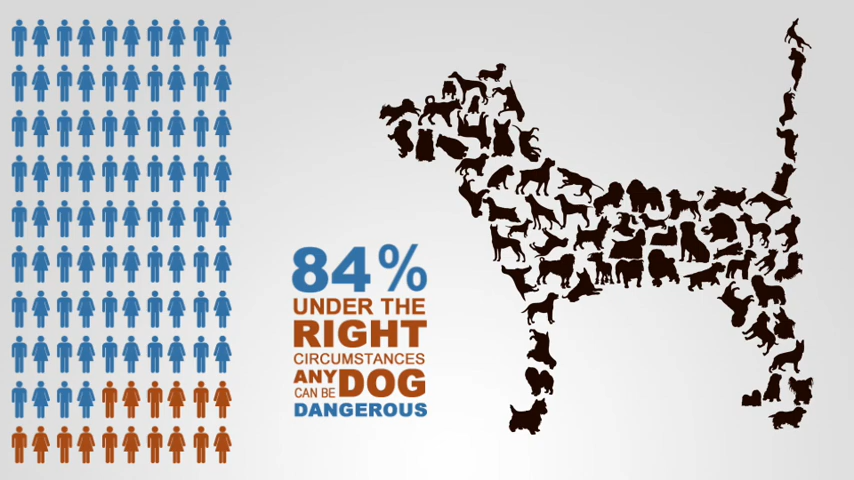 84%
UNDER THE
RIGHT
CIRCUMSTANCES
ANY DOG
CAN BE
DANGEROUS